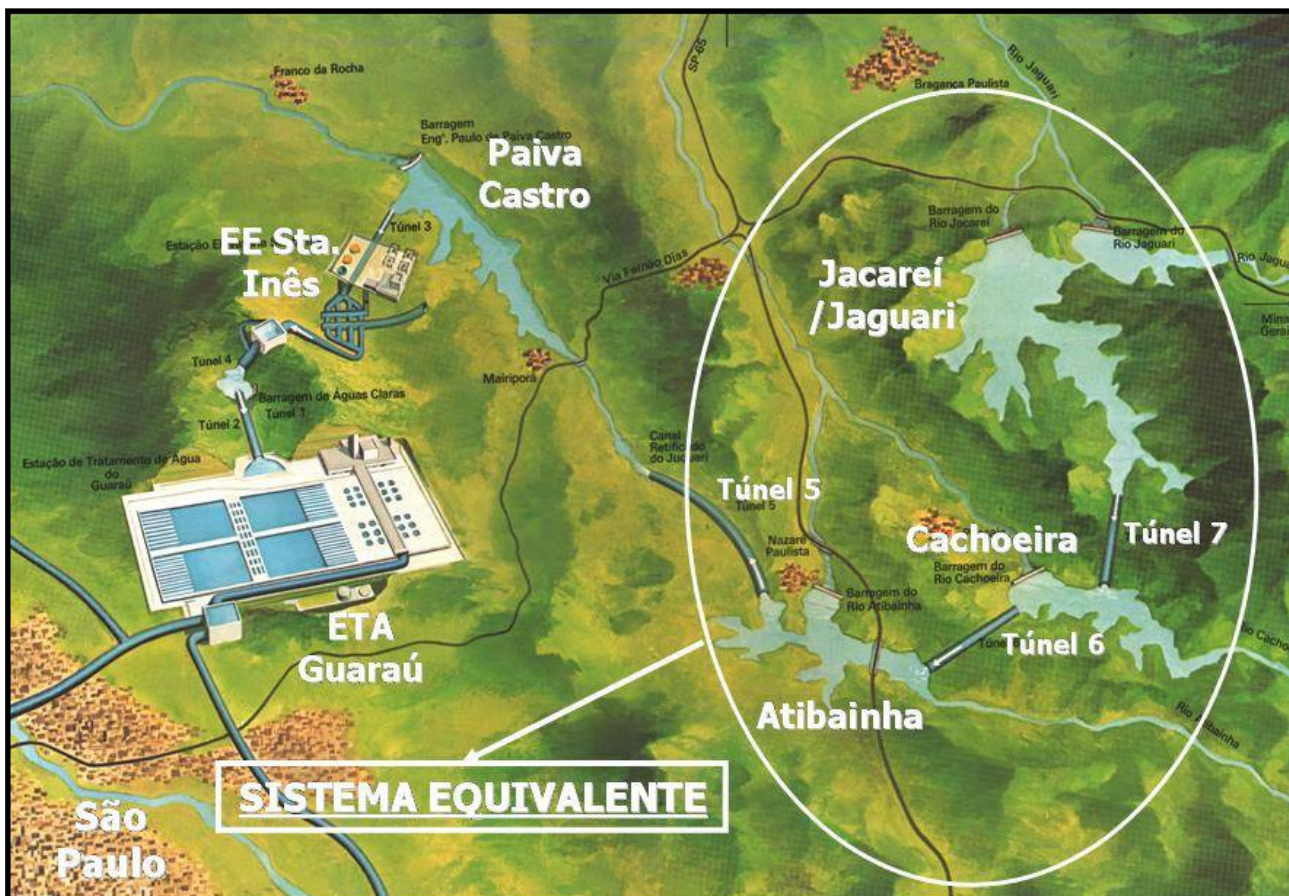 Franco da Rocha
Barragem
Engº. Paulo de Paiva Castro
Paiva
Castro
Túnel 3
EE Sta.
Inês
Túnel 4
Barragem de Águas Claras
Túnel 1
Túnel 2
Estação de Tratamento de Água
do
Guaraú
ETA
Guaraú
São
Paulo
SISTEMA EQUIVALENTE
Mairiporã
Via Fernão Dias
SP-65
Canal
Retificado
do Juqueri
Bragança Paulista
Rio Jaguari
Barragem do
Rio Jacareí
Barragem do
Rio Jaguari
Jacareí
/Jaguari
Minas
Gerais
Túnel 5
Túnel 5
Nazaré
Paulista
Cachoeira
Barragem do
Rio Cachoeira
Túnel 7
Barragem do
Rio Atibainha
Túnel 6
Atibainha
Rio Atibainha